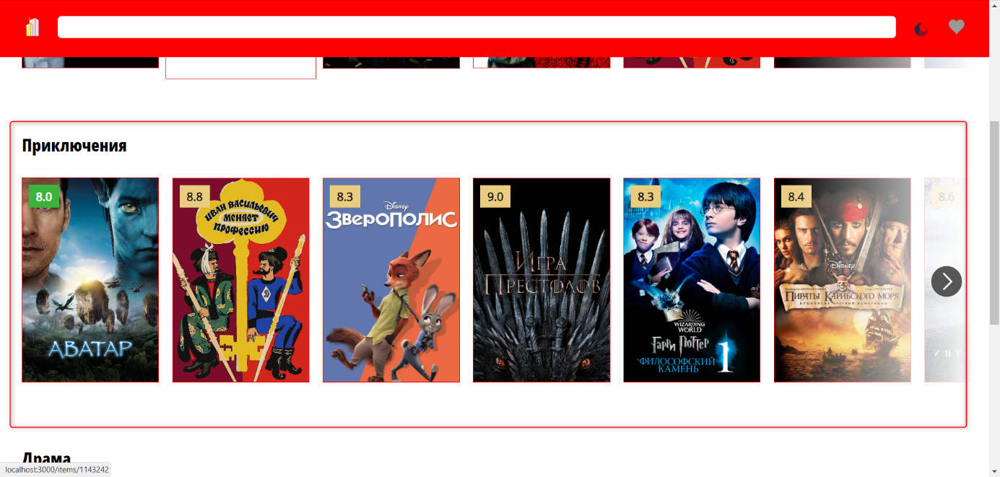 Приключения
8.0
АВАТАР
8.8
ИВАН ВАСИЛЬЕВИЧ
МЕНЯЕТ
ПРОФЕССИЮ
8.3
DISNEY
ЗВЕРОПОЛИС
9.0
ИГРА
ПРЕСТОЛОВ
8.3
WIZARDING
WORLD
ГАРРИ ПОТТЕР
ФИЛОСОФСКИЙ
КАМЕНЬ
1
8.4
DISNEY
ПИРАТЫ КАРИБСКОГО МОРЯ
8.6
Драма
localhost:3000/items/1143242